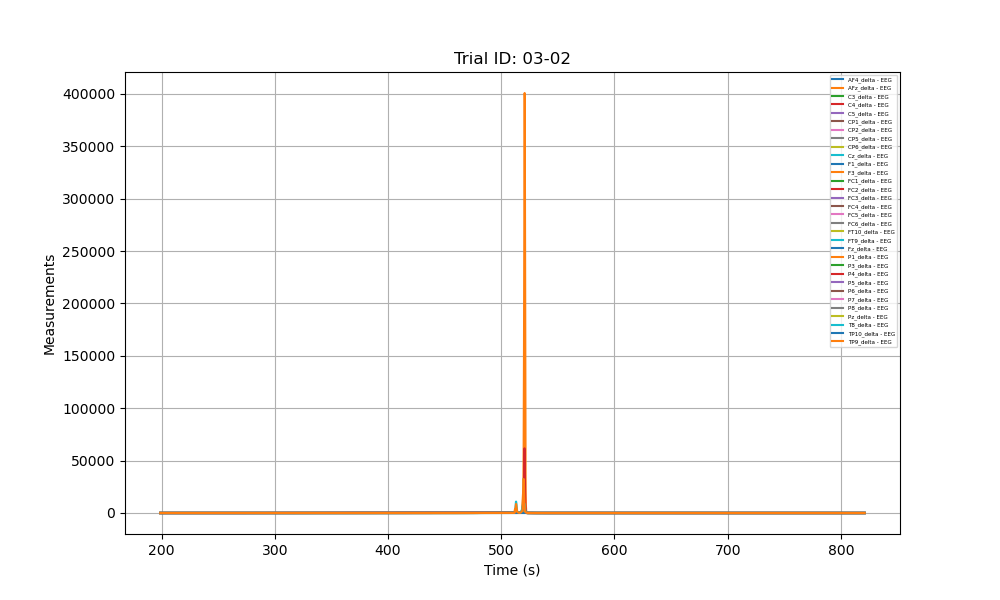 Trial ID: 03-02
400000
350000
300000
250000
200000
150000
100000
50000
0
Measurements
200
300
400
500
600
700
800
Time (s)
AF4_delta - EEG
AFz_delta - EEG
C3_delta - EEG
C4_delta - EEG
C5_delta - EEG
CP1_delta - EEG
CP2_delta - EEG
CP5_delta - EEG
CP6_delta - EEG
Cz_delta - EEG
F1_delta - EEG
F3_delta - EEG
FC1_delta - EEG
FC2_delta - EEG
FC3_delta - EEG
FC4_delta - EEG
FC5_delta - EEG
FC6_delta - EEG
FT10_delta - EEG
FT9_delta - EEG
Fz_delta - EEG
P1_delta - EEG
P3_delta - EEG
P4_delta - EEG
P5_delta - EEG
P6_delta - EEG
P7_delta - EEG
P8_delta - EEG
Pz_delta - EEG
T8_delta - EEG
TP10_delta - EEG
TP9_delta - EEG